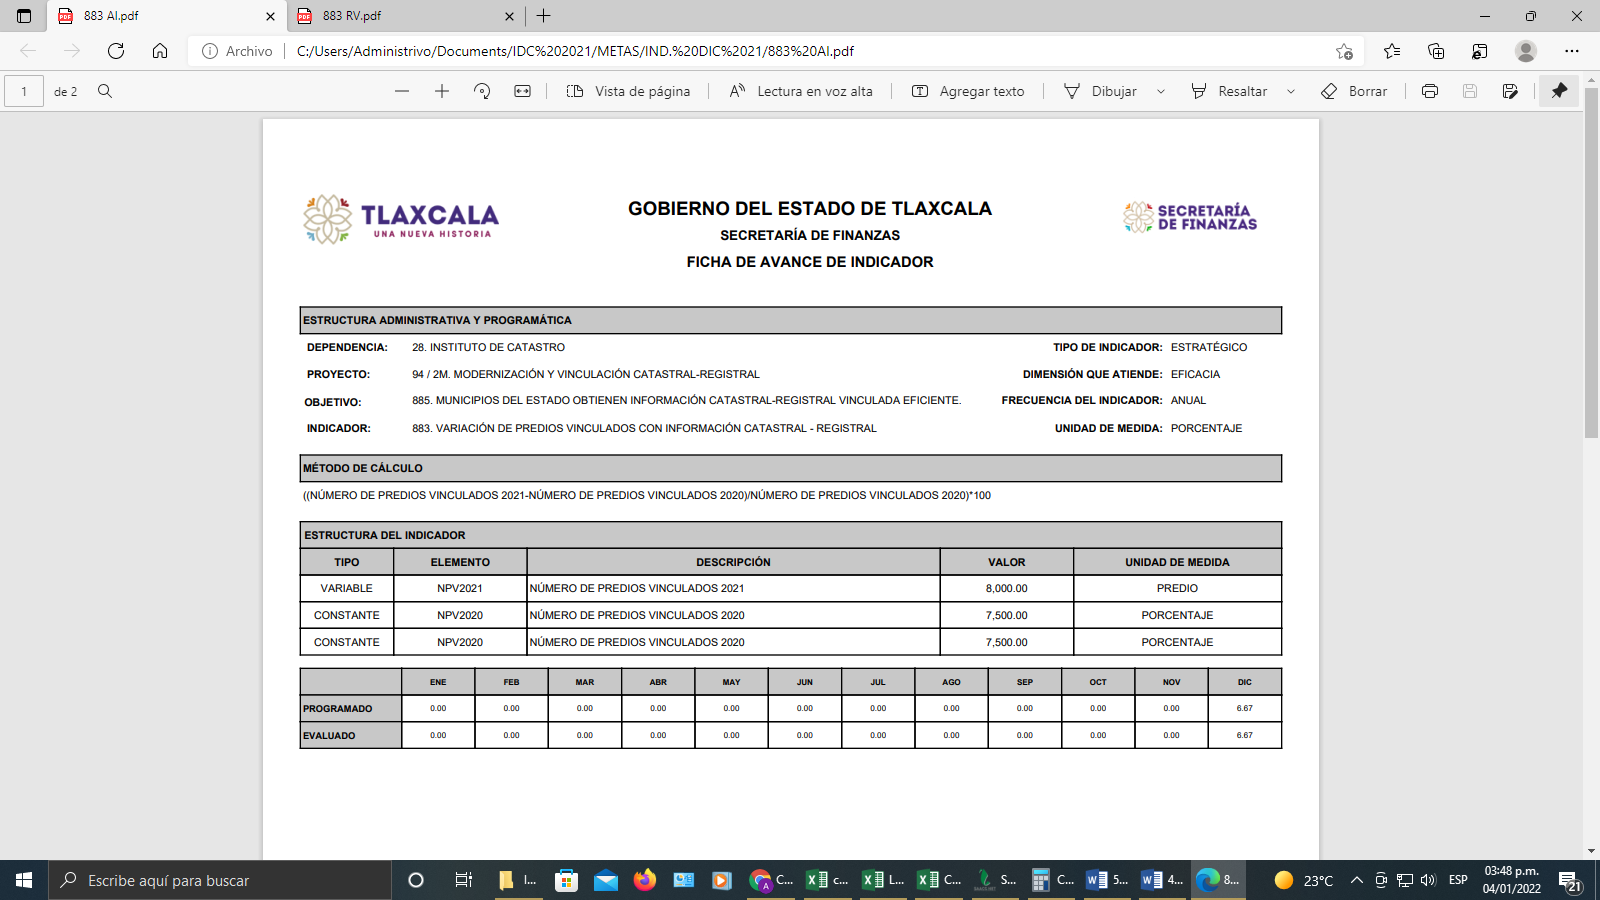 883 AI.pdf
883 RV.pdf
Archivo
C:/Users/Administrivo/Documents/IDC%202021/METAS/IND.%20DIC%2021/883%20AI.pdf
1 de 2
Vista de página
Lectura en voz alta
Agregar texto
Dibujar
Resaltar
Borrar
TLAXCALA
UNA NUEVA HISTORIA
GOBIERNO DEL ESTADO DE TLAXCALA
SECRETARÍA DE FINANZAS
FICHA DE AVANCE DE INDICADOR
SECRETARÍA
DE FINANZAS
ESTRUCTURA ADMINISTRATIVA Y PROGRAMÁTICA
DEPENDENCIA: 28. INSTITUTO DE CATASTRO TIPO DE INDICADOR: ESTRATÉGICO
PROYECTO: 94 / 2M. MODERNIZACIÓN Y VINCULACIÓN CATASTRAL-REGISTRAL DIMENSIÓN QUE ATIENDE: EFICACIA
OBJETIVO: 885. MUNICIPIOS DEL ESTADO OBTIENEN INFORMACIÓN CATASTRAL-REGISTRAL VINCULADA EFICIENTE. FRECUENCIA DEL INDICADOR: ANUAL
INDICADOR: 883. VARIACIÓN DE PREDIOS VINCULADOS CON INFORMACIÓN CATASTRAL - REGISTRAL UNIDAD DE MEDIDA: PORCENTAJE
MÉTODO DE CÁLCULO
((NÚMERO DE PREDIOS VINCULADOS 2021-NÚMERO DE PREDIOS VINCULADOS 2020)/NÚMERO DE PREDIOS VINCULADOS 2020)*100
ESTRUCTURA DEL INDICADOR
TIPO ELEMENTO DESCRIPCIÓN VALOR UNIDAD DE MEDIDA
VARIABLE NPV2021 NÚMERO DE PREDIOS VINCULADOS 2021 8,000.00 PREDIO
CONSTANTE NPV2020 NÚMERO DE PREDIOS VINCULADOS 2020 7,500.00 PORCENTAJE
CONSTANTE NPV2020 NÚMERO DE PREDIOS VINCULADOS 2020 7,500.00 PORCENTAJE
ENE FEB MAR ABR MAY JUN JUL AGO SEP OCT NOV DIC
PROGRAMADO 0.00 0.00 0.00 0.00 0.00 0.00 0.00 0.00 0.00 0.00 0.00 6.67
EVALUADO 0.00 0.00 0.00 0.00 0.00 0.00 0.00 0.00 0.00 0.00 0.00 6.67
Escribe aquí para buscar
I... C... c... L... C... S... C... 5... 4... 8...
23°C
ESP
03:48 p.m.
04/01/2022
21